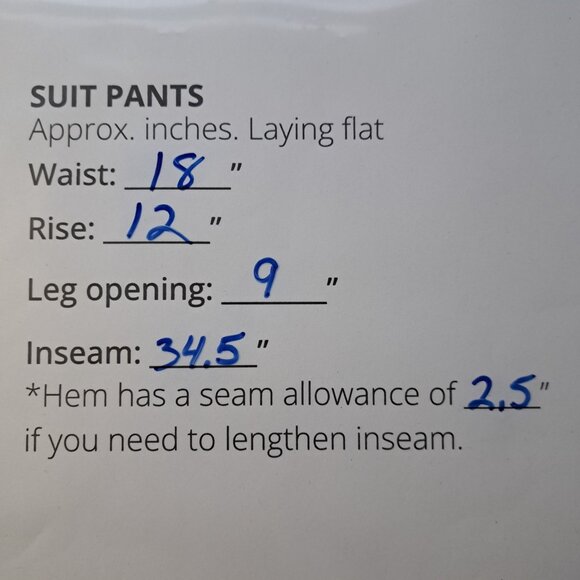 SUIT PANTS
Approx. inches. Laying flat
Waist: 18"
Rise: 12"
Leg opening: 9"
Inseam: 34.5"
*Hem has a seam allowance of 2.5"
if you need to lengthen inseam.